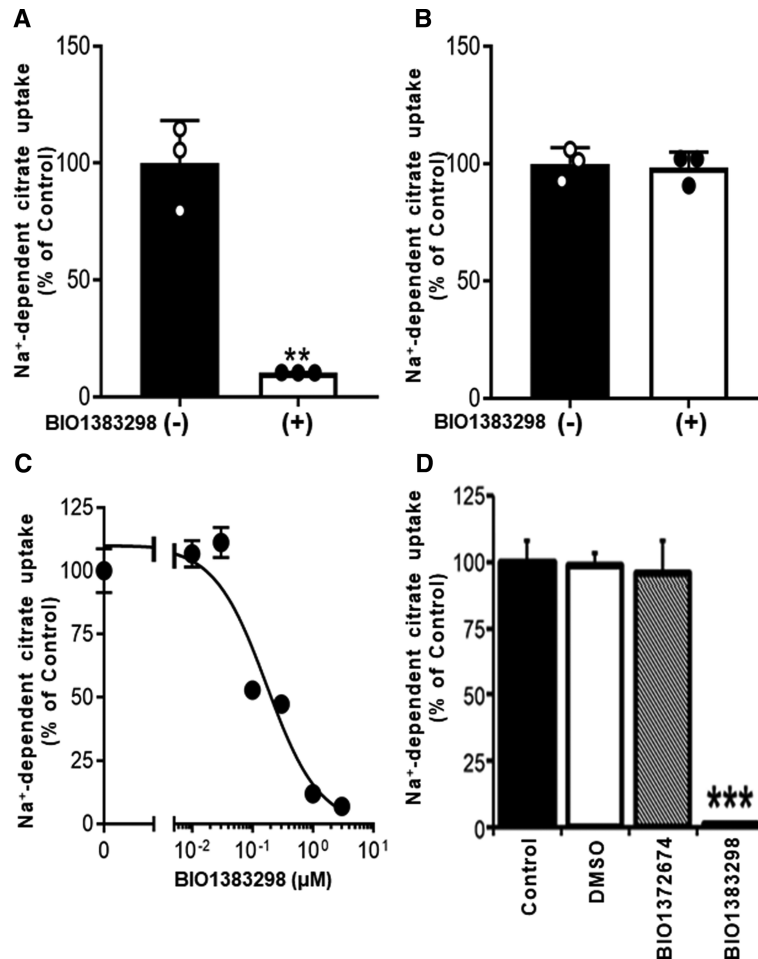 A
Na⁺-dependent citrate uptake
(% of Control)
150
100
50
0
**
BIO1383298 (-) (+)
B
Na⁺-dependent citrate uptake
(% of Control)
150
100
50
0
BIO1383298 (-) (+)
C
Na⁺-dependent citrate uptake
(% of Control)
125
100
75
50
25
0
0 10⁻² 10⁻¹ 10⁰ 10¹
BIO1383298 (µM)
D
Na⁺-dependent citrate uptake
(% of Control)
125
100
75
50
25
0
***
Control
DMSO
BIO1372674
BIO1383298